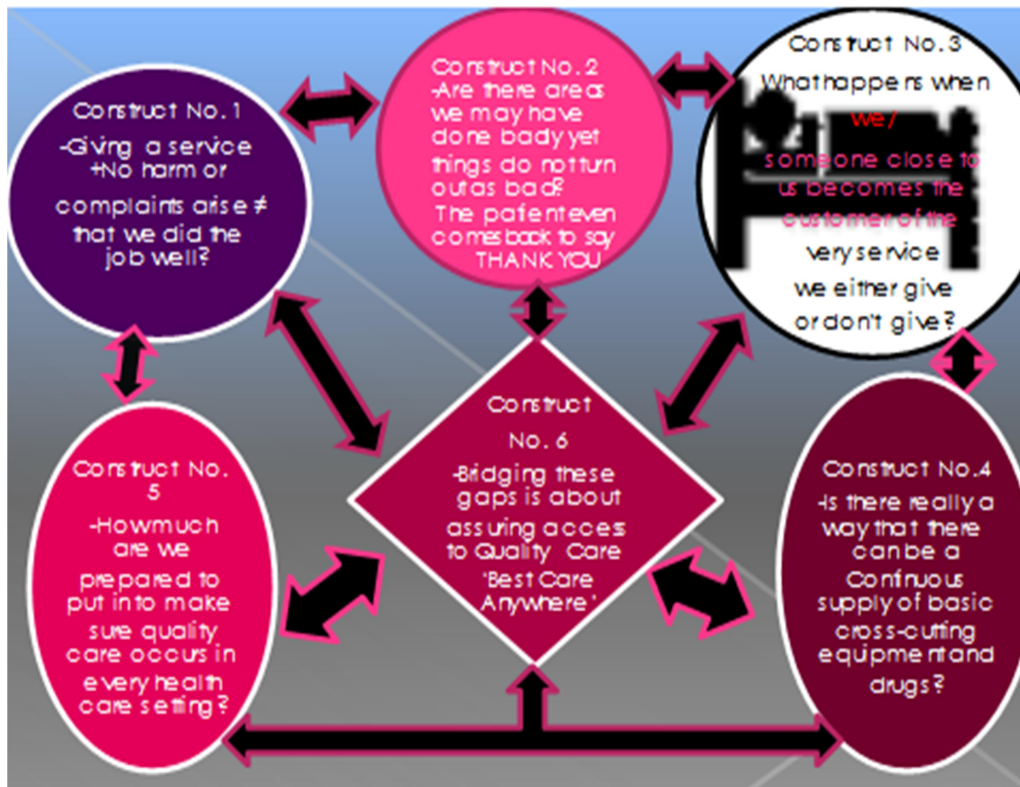 Construct No. 1
-Giving a service
+No harm or
complaints arise ≠
that we did the
job well?
Construct No. 2
-Are there areas
we may have
done badly yet
things do not turn
out as bad?
The patient even
comes back to say
THANK YOU
Construct No. 3
What happens when
we/
someone close to
us becomes the
customer of the
very service
we either give
or don't give?
Construct No.
5
-How much
are we
prepared to
put in to make
sure quality
care occurs in
every health
care setting?
Construct
No. 6
-Bridging these
gaps is about
assuring access
to Quality Care
'Best Care
Anywhere'
Construct No.4
-Is there really a
way that there
can be a
Continuous
supply of basic
cross-cutting
equipment and
drugs?